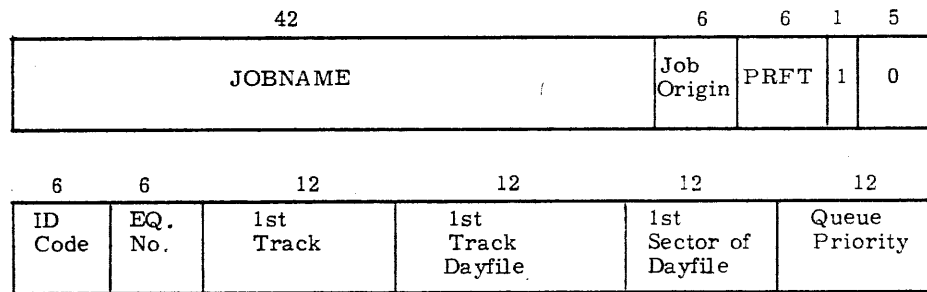 42 6 6 1 5
JOBNAME Job Origin PRFT 1 0
6 6 12 12 12 12
ID Code EQ. No. 1st Track 1st Track Dayfile 1st Sector of Dayfile Queue Priority